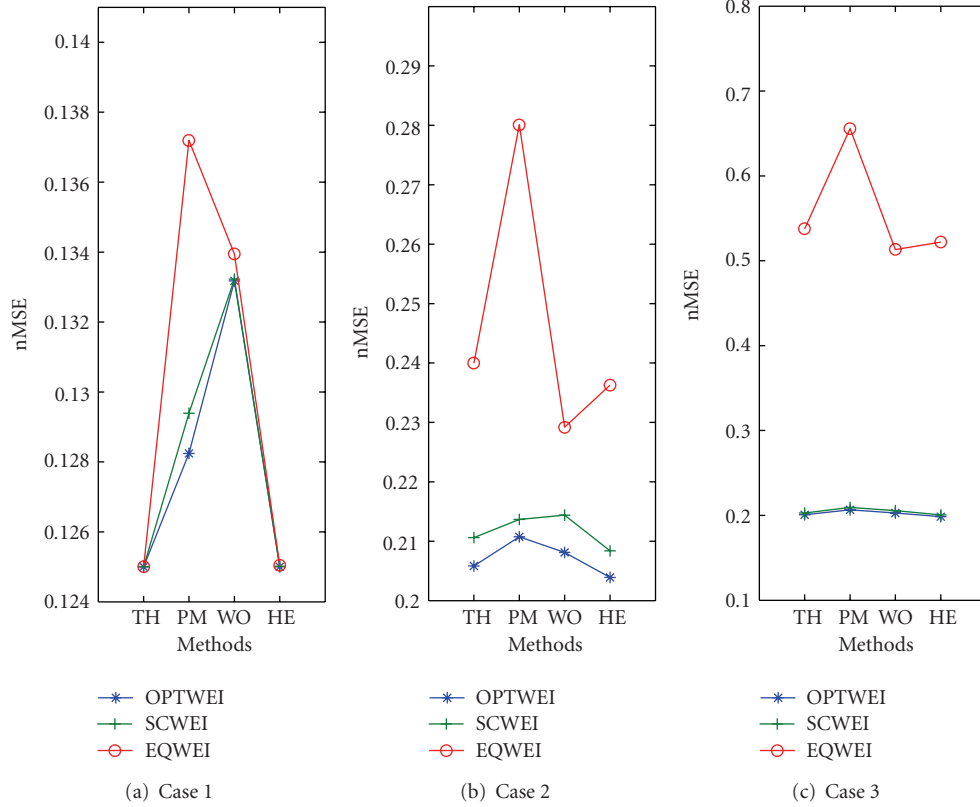 0.14
0.138
0.136
0.134
0.132
0.13
0.128
0.126
0.124
nMSE
TH PM WO HE
Methods
OPTWEI
SCWEI
EQWEI
(a) Case 1
0.29
0.28
0.27
0.26
0.25
0.24
0.23
0.22
0.21
0.2
nMSE
TH PM WO HE
Methods
OPTWEI
SCWEI
EQWEI
(b) Case 2
0.8
0.7
0.6
0.5
0.4
0.3
0.2
0.1
nMSE
TH PM WO HE
Methods
OPTWEI
SCWEI
EQWEI
(c) Case 3